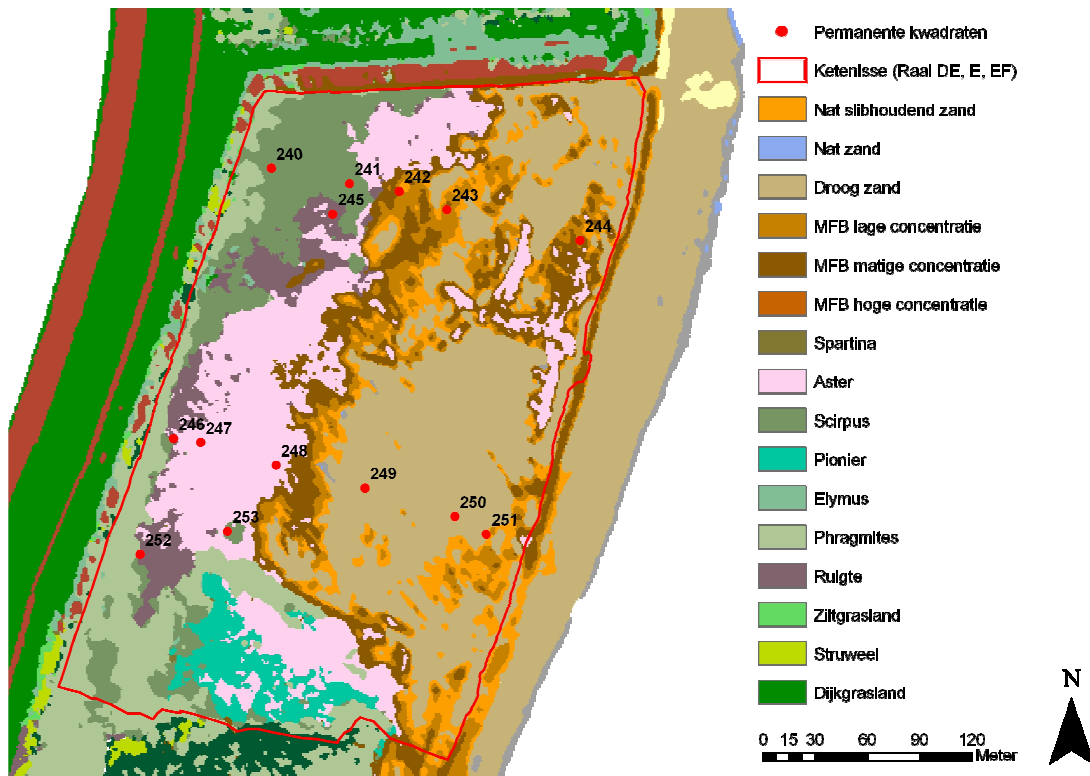 240
241
242
243
244
245
246
247
248
249
250
251
252
253
Permanente kwadraten
Ketenisse (Raai DE, E, EF)
Nat slibhoudend zand
Nat zand
Droog zand
MFB lage concentratie
MFB matige concentratie
MFB hoge concentratie
Spartina
Aster
Scirpus
Pionier
Elymus
Phragmites
Ruigte
Ziltgrasland
Struweel
Dijkgrasland
N
0 15 30 60 90 120
Meter